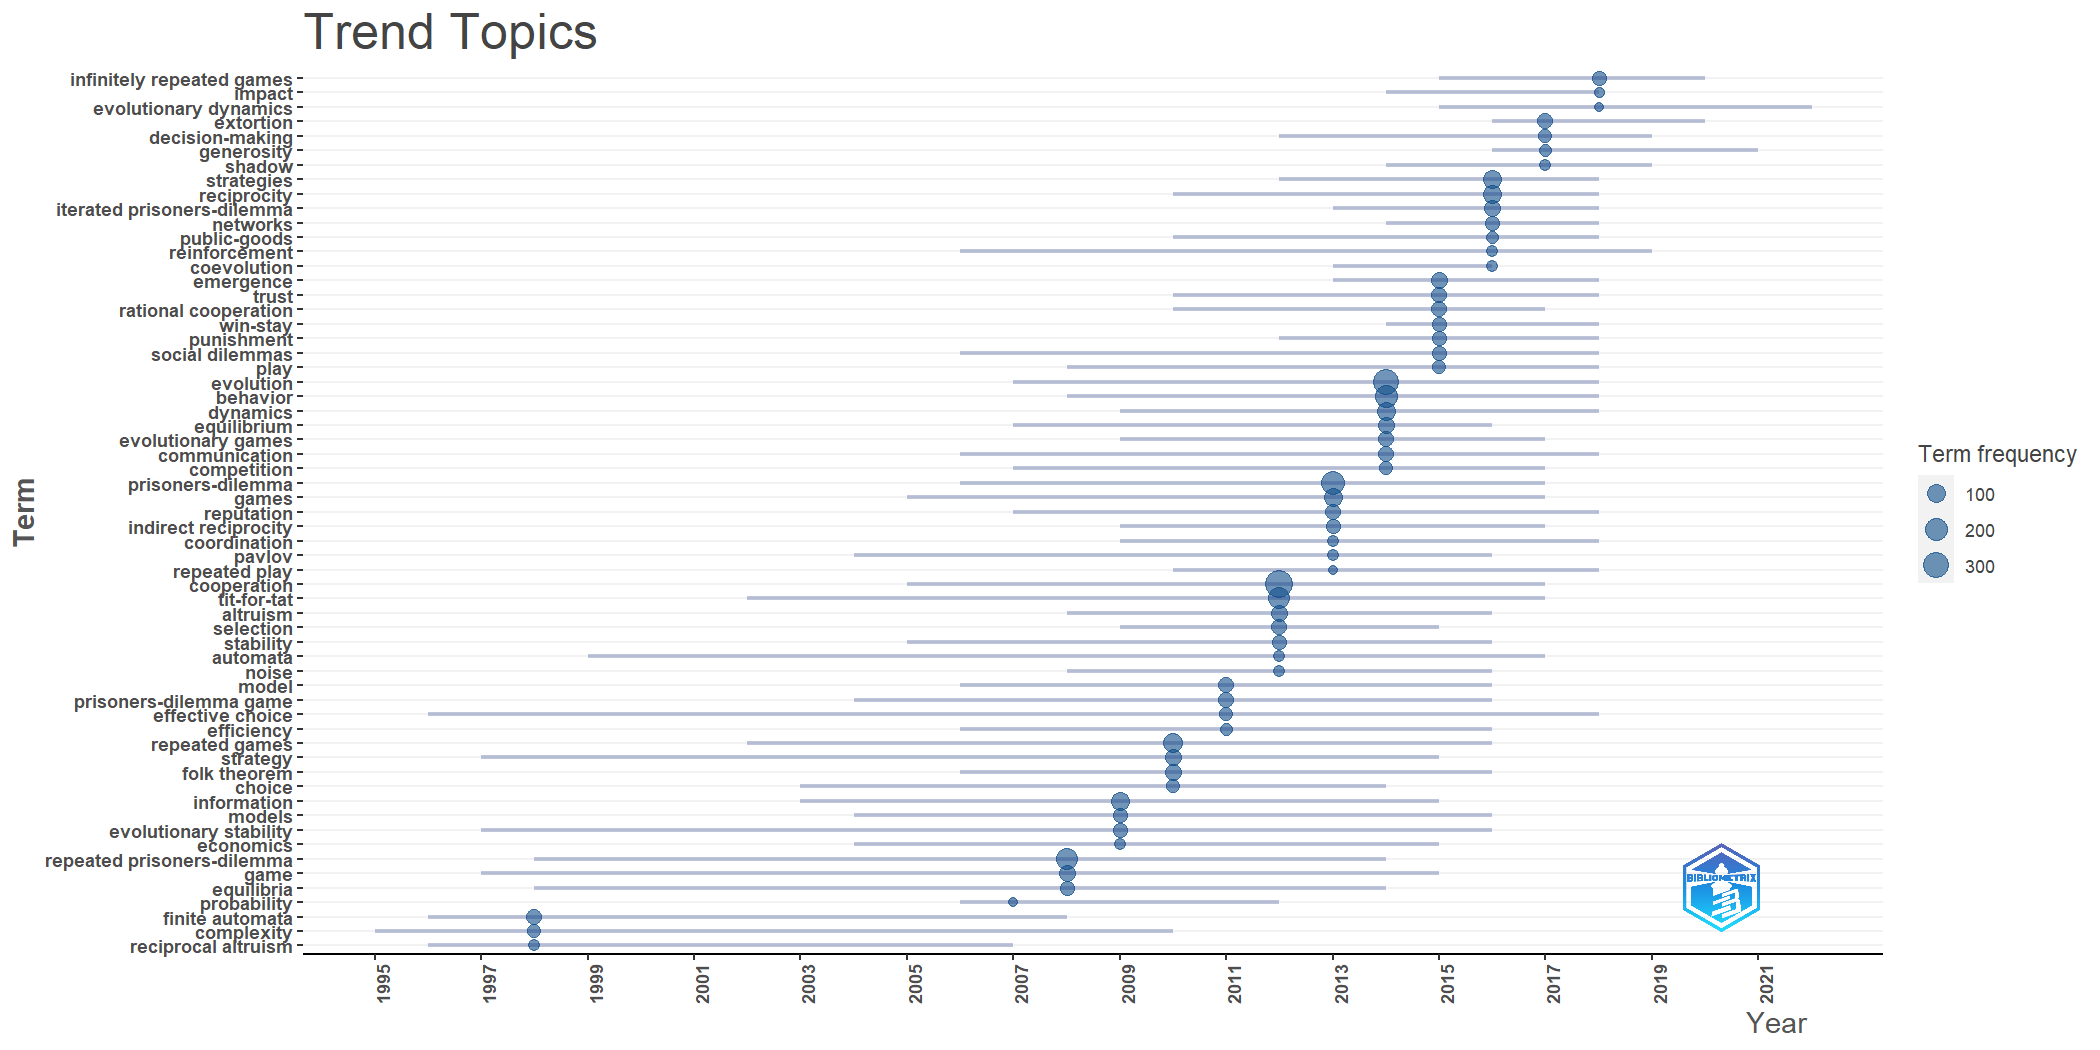 Trend Topics
infinitely repeated games
impact
evolutionary dynamics
extortion
decision-making
generosity
shadow
strategies
reciprocity
iterated prisoners-dilemma
networks
public-goods
reinforcement
coevolution
emergence
trust
rational cooperation
win-stay
punishment
social dilemmas
play
evolution
behavior
dynamics
equilibrium
evolutionary games
communication
competition
prisoners-dilemma
games
reputation
indirect reciprocity
coordination
pavlov
repeated play
cooperation
tit-for-tat
altruism
selection
stability
automata
noise
model
prisoners-dilemma game
effective choice
efficiency
repeated games
strategy
folk theorem
choice
information
models
evolutionary stability
economics
repeated prisoners-dilemma
game
equilibria
probability
finite automata
complexity
reciprocal altruism
Term
1995 1997 1999 2001 2003 2005 2007 2009 2011 2013 2015 2017 2019 2021
Year
Term frequency
100
200
300
BIBLIOMETRIX